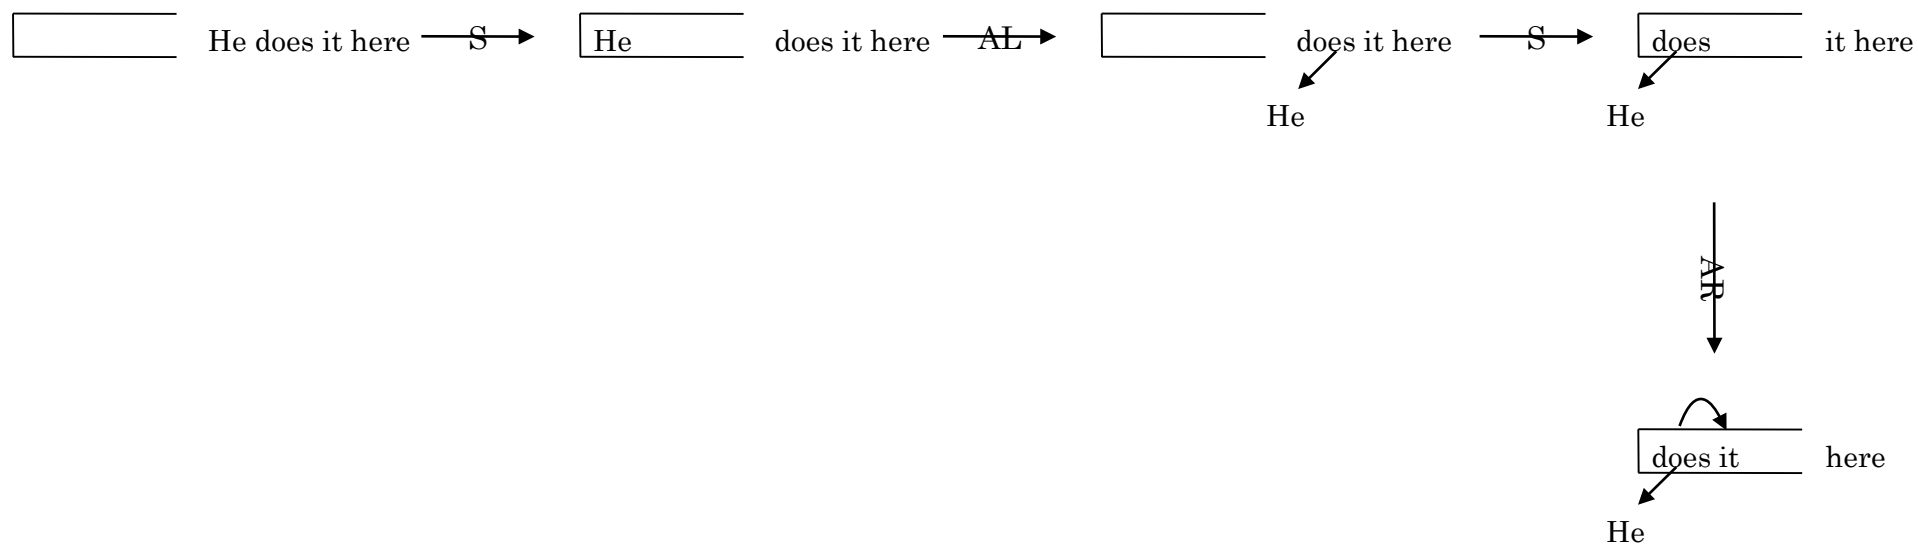 He does it here S He does it here AL does it here S does it here
He He
AR
does it here
He